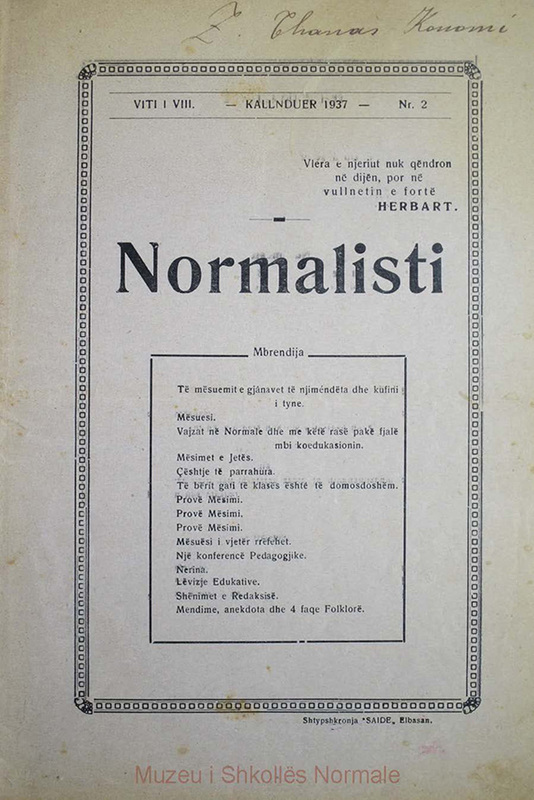 Z. Thanas Konomi
VITI I VIII. — KALLNDUER 1937 — Nr. 2
Vlera e njeriut nuk qëndron
në dijën, por në
vullnetin e fortë
HERBART.
Normalisti
Mbrendija
Të mësuemit e gjânavet të njimëndëta dhe kufini
i tyne.
Mësuesi.
Vajzat në Normale dhe me këtë rasë pakë fjalë
mbi koedukasionin.
Mësimet e Jetës.
Çështje të parrahura.
Të bërit gati të klasës është të domosdoshëm.
Provë Mësimi.
Provë Mësimi.
Provë Mësimi.
Mësuësi i vjetër rrëfehet.
Një konferencë Pedagogjike.
Nerina.
Lëvizje Edukative.
Shënimet e Redaksisë.
Mendime, anekdota dhe 4 faqe Folklorë.
Shtypshkronja "SAIDE„ Elbasan.
Muzeu i Shkollës Normale